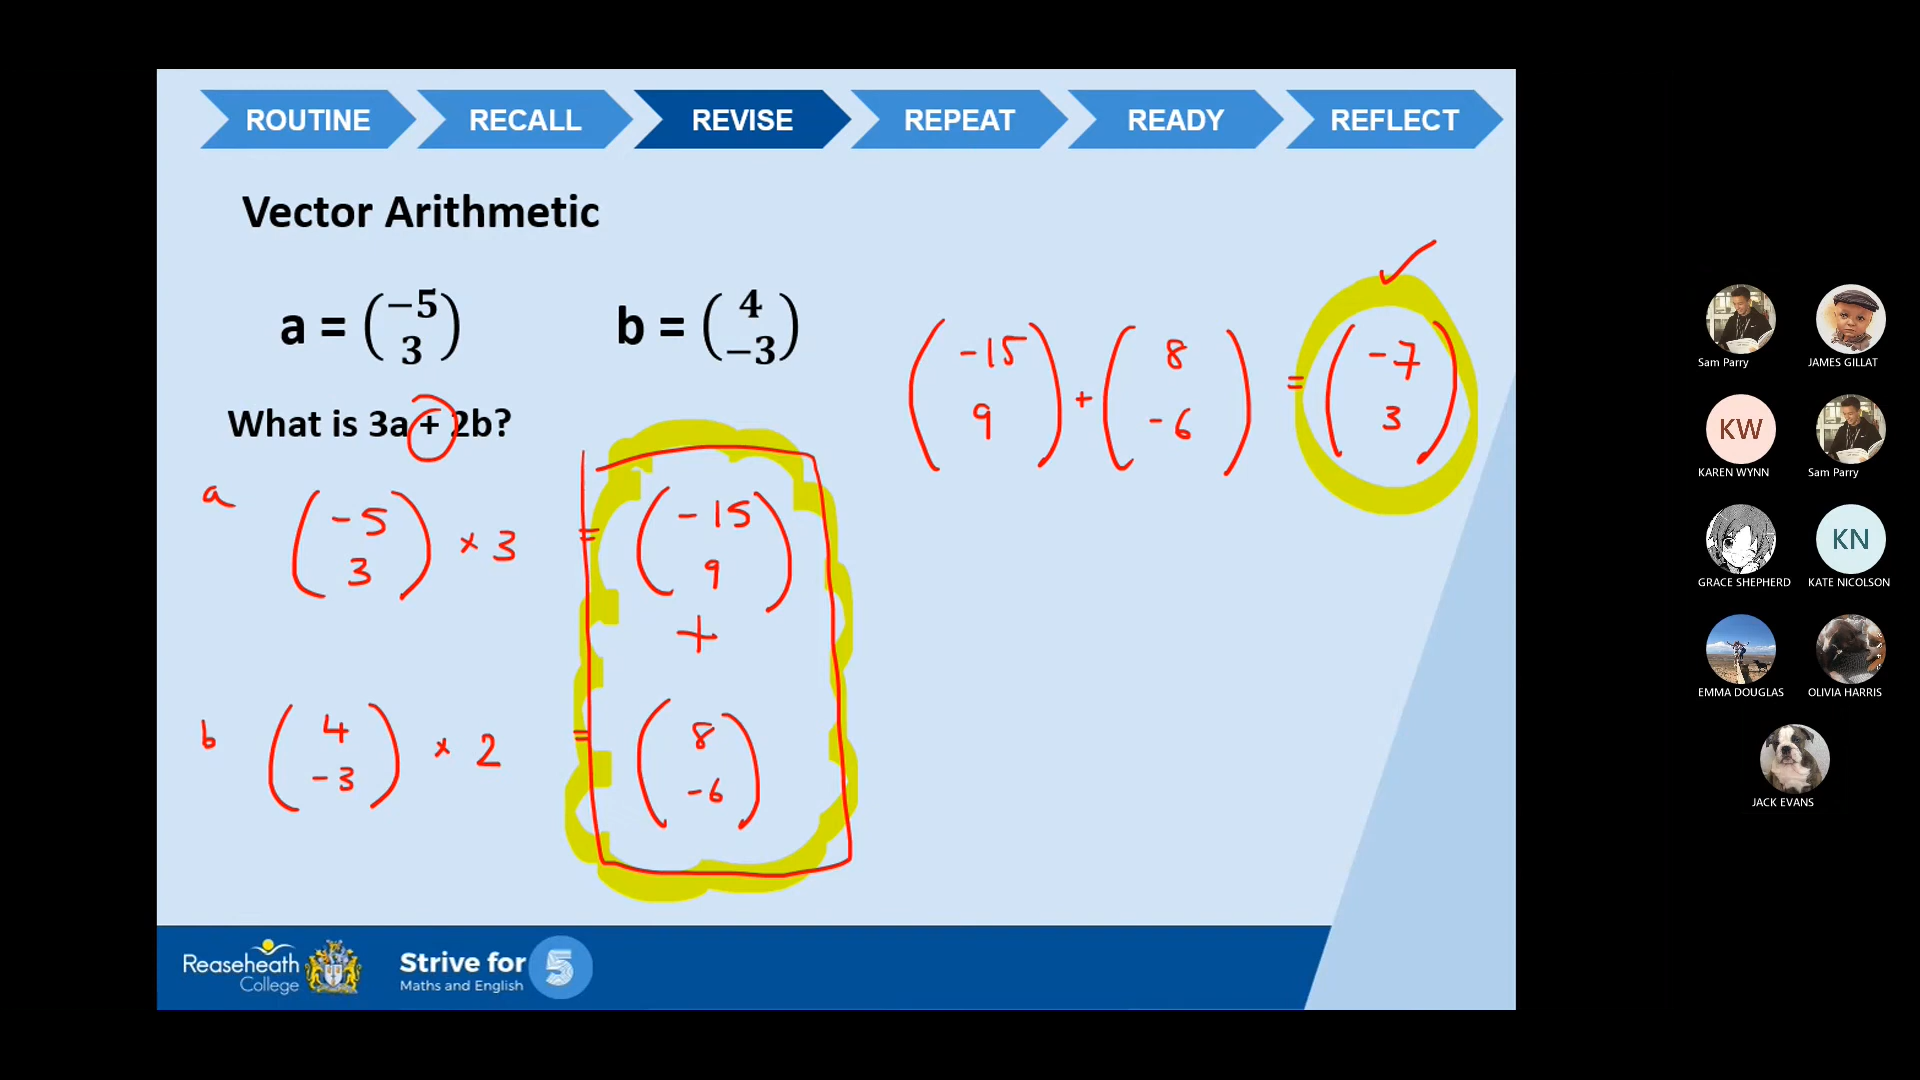 ROUTINE RECALL REVISE REPEAT READY REFLECT
Vector Arithmetic
a = (−5 3) b = (4 −3)
What is 3a + 2b?
a (-5 3) × 3 = (-15 9)
+
b (4 -3) × 2 = (8 -6)
(-15 9) + (8 -6) = (-7 3)
Reaseheath
College
Strive for 5
Maths and English
Sam Parry JAMES GILLAT
KW
KAREN WYNN Sam Parry
KN
GRACE SHEPHERD KATE NICOLSON
EMMA DOUGLAS OLIVIA HARRIS
JACK EVANS